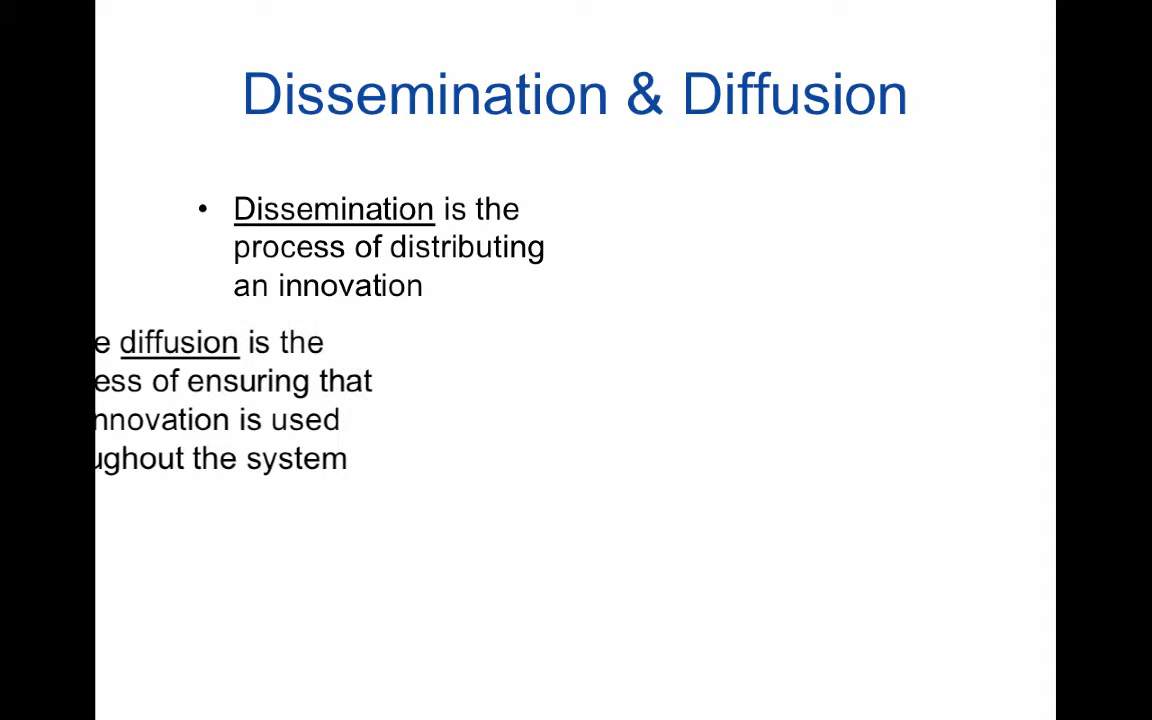 Dissemination & Diffusion
• Dissemination is the
process of distributing
an innovation
diffusion is the
of ensuring that
is used
the system